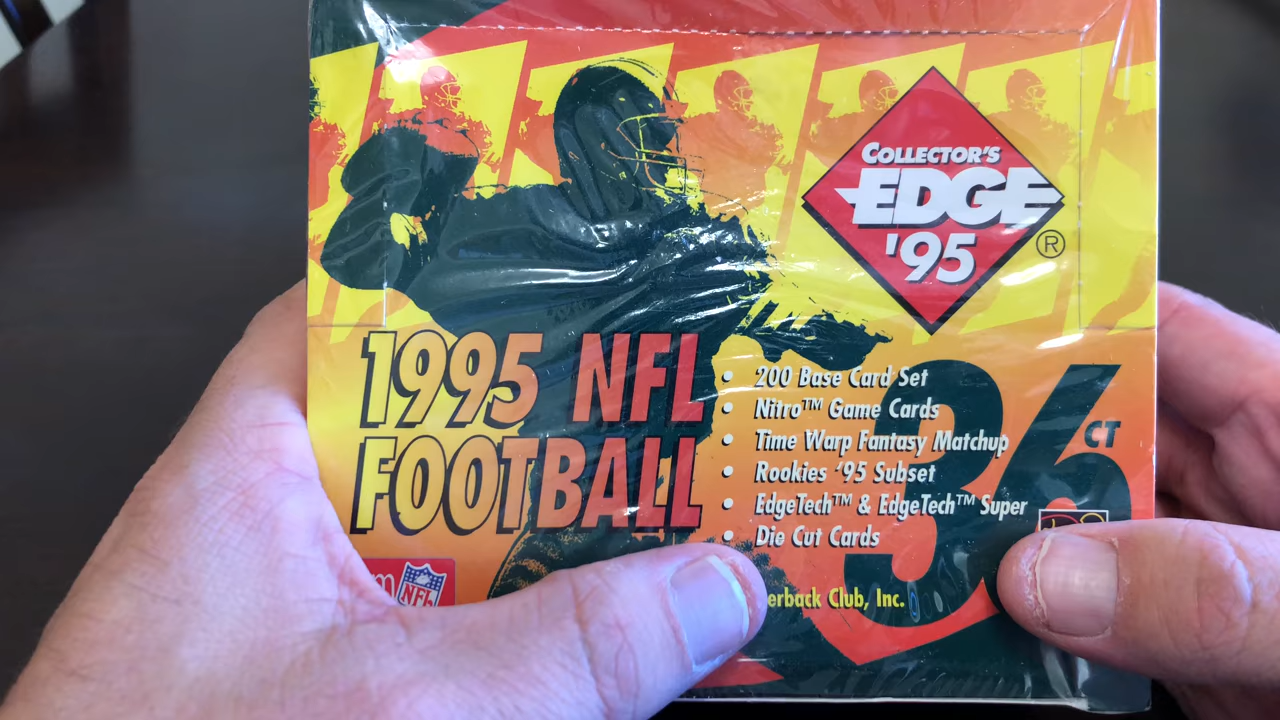 COLLECTOR'S
EDGE
'95
®
1995 NFL
FOOTBALL
• 200 Base Card Set
• Nitro™ Game Cards
• Time Warp Fantasy Matchup
• Rookies '95 Subset
• EdgeTech™ & EdgeTech™ Super
• Die Cut Cards
36
CT
NFL
Club, Inc.